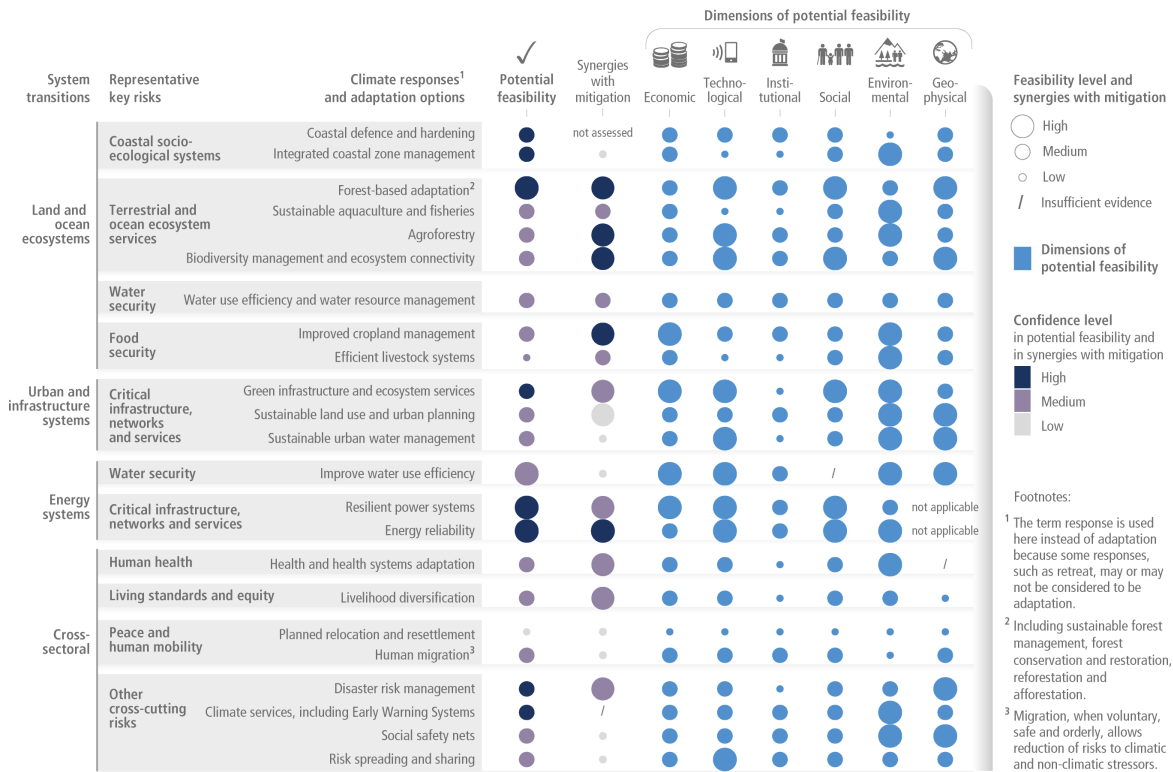 Dimensions of potential feasibility
System
transitions
Representative
key risks
Climate responses1
and adaptation options
Potential
feasibility
Synergies
with
mitigation
Economic
Techno-
logical
Insti-
tutional
Social
Environ-
mental
Geo-
physical
Land and
ocean
ecosystems
Coastal socio-
ecological systems
Coastal defence and hardening
not assessed
Integrated coastal zone management
Terrestrial and
ocean ecosystem
services
Forest-based adaptation2
Sustainable aquaculture and fisheries
Agroforestry
Biodiversity management and ecosystem connectivity
Water
security
Water use efficiency and water resource management
Food
security
Improved cropland management
Efficient livestock systems
Urban and
infrastructure
systems
Critical
infrastructure,
networks
and services
Green infrastructure and ecosystem services
Sustainable land use and urban planning
Sustainable urban water management
Energy
systems
Water security
Improve water use efficiency
/
Critical infrastructure,
networks and services
Resilient power systems
not applicable
Energy reliability
not applicable
Cross-
sectoral
Human health
Health and health systems adaptation
/
Living standards and equity
Livelihood diversification
Peace and
human mobility
Planned relocation and resettlement
Human migration3
Other
cross-cutting
risks
Disaster risk management
Climate services, including Early Warning Systems
/
Social safety nets
Risk spreading and sharing
Feasibility level and
synergies with mitigation
High
Medium
Low
/ Insufficient evidence
Dimensions of
potential feasibility
Confidence level
in potential feasibility and
in synergies with mitigation
High
Medium
Low
Footnotes:
1 The term response is used
here instead of adaptation
because some responses,
such as retreat, may or may
not be considered to be
adaptation.
2 Including sustainable forest
management, forest
conservation and restoration,
reforestation and
afforestation.
3 Migration, when voluntary,
safe and orderly, allows
reduction of risks to climatic
and non-climatic stressors.